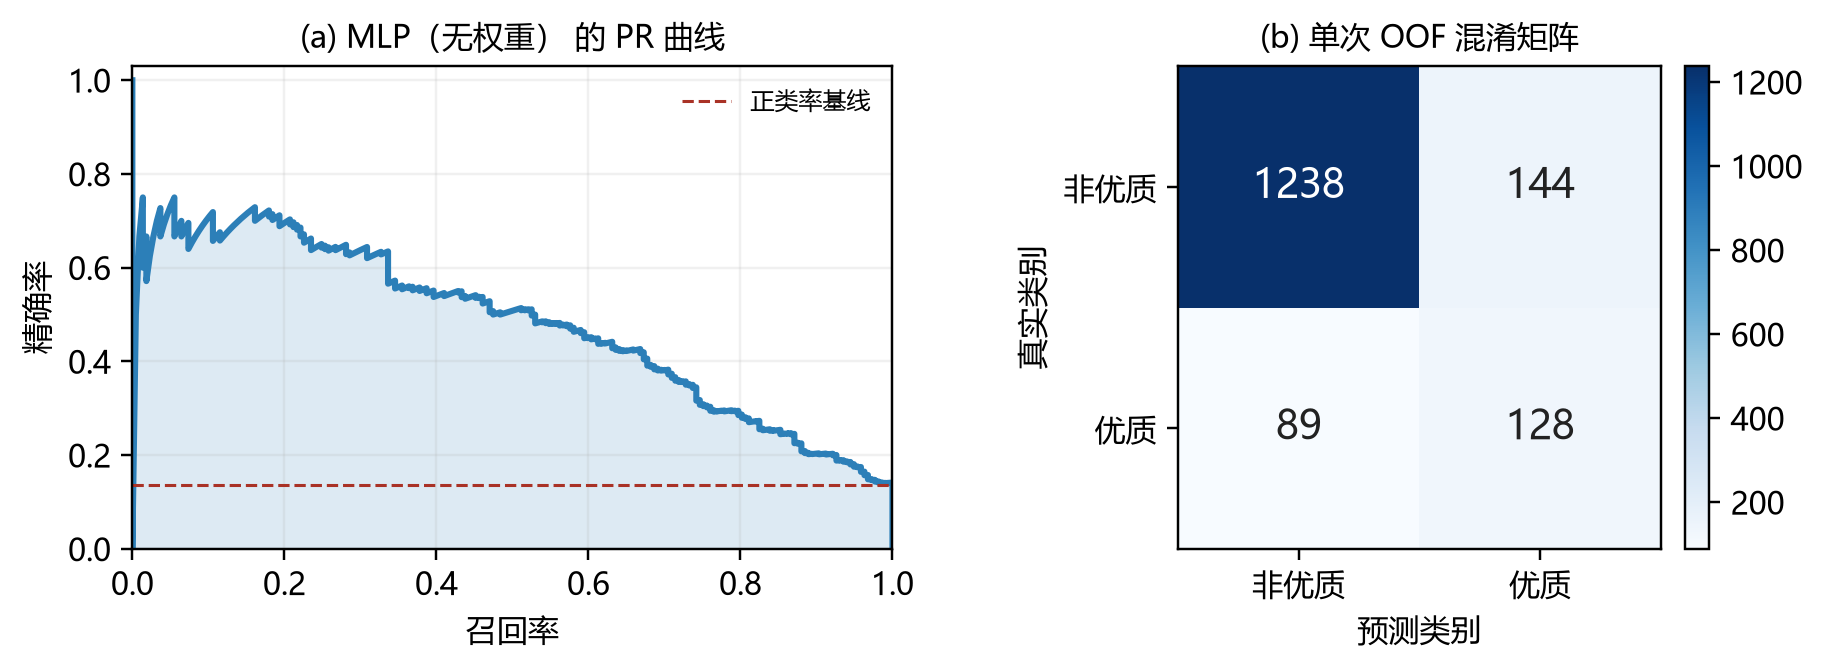 (a) MLP（无权重） 的 PR 曲线
正类率基线
精确率
1.0
0.8
0.6
0.4
0.2
0.0
0.0 0.2 0.4 0.6 0.8 1.0
召回率
(b) 单次 OOF 混淆矩阵
真实类别
非优质
1238 144
优质
89 128
非优质 优质
预测类别
1200
1000
800
600
400
200